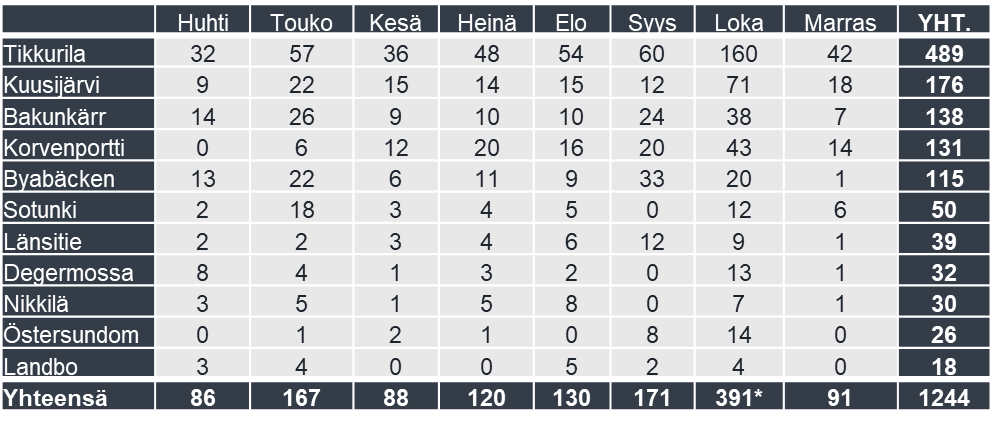 Huhti Touko Kesä Heinä Elo Syys Loka Marras YHT.
Tikkurila 32 57 36 48 54 60 160 42 489
Kuusijärvi 9 22 15 14 15 12 71 18 176
Bakunkärr 14 26 9 10 10 24 38 7 138
Korvenportti 0 6 12 20 16 20 43 14 131
Byabäcken 13 22 6 11 9 33 20 1 115
Sotunki 2 18 3 4 5 0 12 6 50
Länsitie 2 2 3 4 6 12 9 1 39
Degermossa 8 4 1 3 2 0 13 1 32
Nikkilä 3 5 1 5 8 0 7 1 30
Östersundom 0 1 2 1 0 8 14 0 26
Landbo 3 4 0 0 5 2 4 0 18
Yhteensä 86 167 88 120 130 171 391* 91 1244